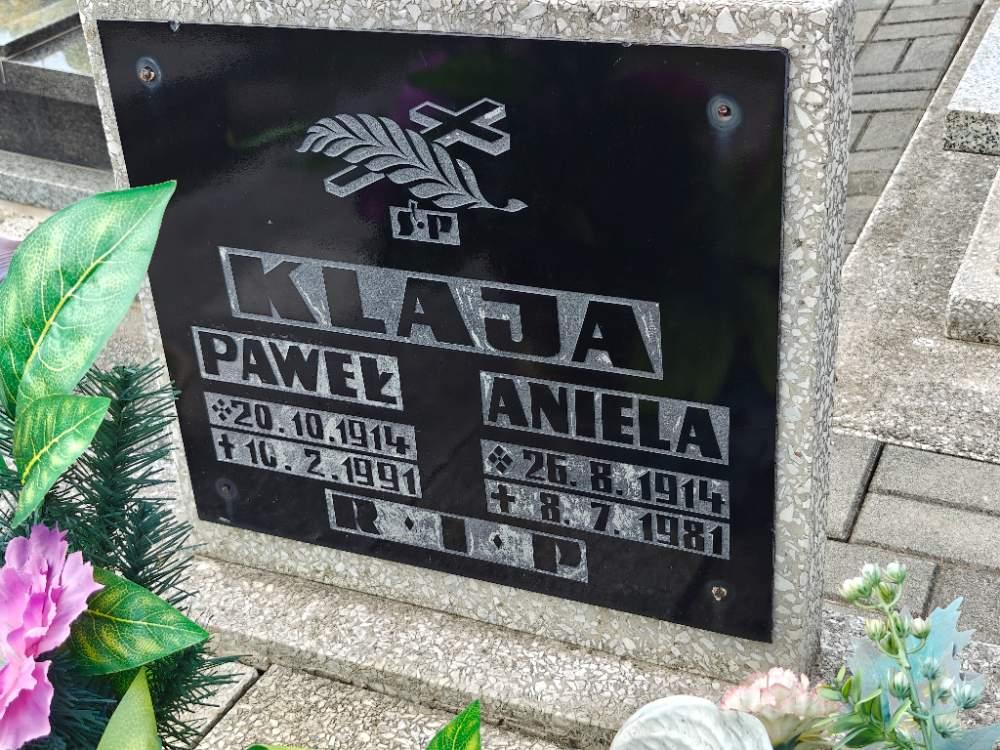 Ś·P
KLAJA
PAWEŁ
20.10.1914
† 10.2.1991
ANIELA
26.8.1914
† 8.7.1981
R·I·P